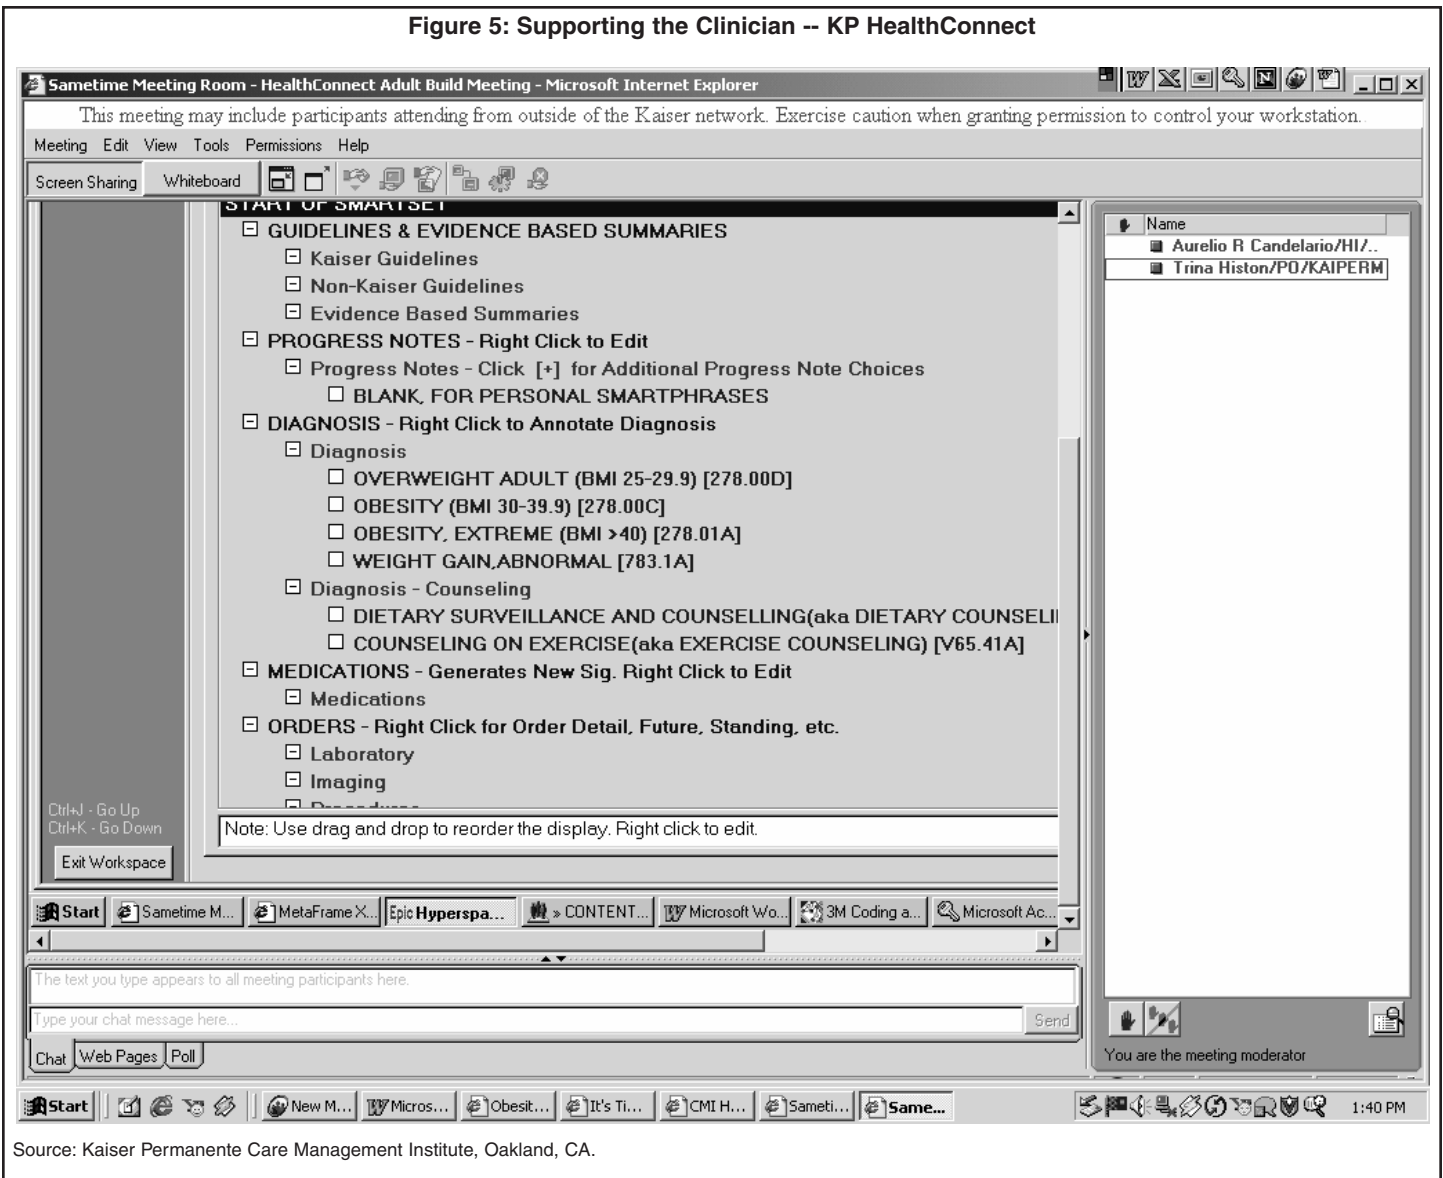 Figure 5: Supporting the Clinician -- KP HealthConnect
Sametime Meeting Room - HealthConnect Adult Build Meeting - Microsoft Internet Explorer
This meeting may include participants attending from outside of the Kaiser network. Exercise caution when granting permission to control your workstation.
Meeting Edit View Tools Permissions Help
Screen Sharing Whiteboard
START OF SMARTSET
GUIDELINES & EVIDENCE BASED SUMMARIES
Kaiser Guidelines
Non-Kaiser Guidelines
Evidence Based Summaries
PROGRESS NOTES - Right Click to Edit
Progress Notes - Click [+] for Additional Progress Note Choices
BLANK, FOR PERSONAL SMARTPHRASES
DIAGNOSIS - Right Click to Annotate Diagnosis
Diagnosis
OVERWEIGHT ADULT (BMI 25-29.9) [278.00D]
OBESITY (BMI 30-39.9) [278.00C]
OBESITY, EXTREME (BMI >40) [278.01A]
WEIGHT GAIN,ABNORMAL [783.1A]
Diagnosis - Counseling
DIETARY SURVEILLANCE AND COUNSELLING(aka DIETARY COUNSELI
COUNSELING ON EXERCISE(aka EXERCISE COUNSELING) [V65.41A]
MEDICATIONS - Generates New Sig. Right Click to Edit
Medications
ORDERS - Right Click for Order Detail, Future, Standing, etc.
Laboratory
Imaging
Ctrl+J - Go Up
Ctrl+K - Go Down
Note: Use drag and drop to reorder the display. Right click to edit.
Exit Workspace
Start Sametime M... MetaFrame X... Epic Hyperspa... » CONTENT... Microsoft Wo... 3M Coding a... Microsoft Ac...
The text you type appears to all meeting participants here.
Type your chat message here... Send
Chat Web Pages Poll
Name
Aurelio R Candelario/HI/..
Trina Histon/PO/KAIPERM
You are the meeting moderator
Start New M... Micros... Obesit... It's Ti... CMI H... Sameti... Same... 1:40 PM
Source: Kaiser Permanente Care Management Institute, Oakland, CA.